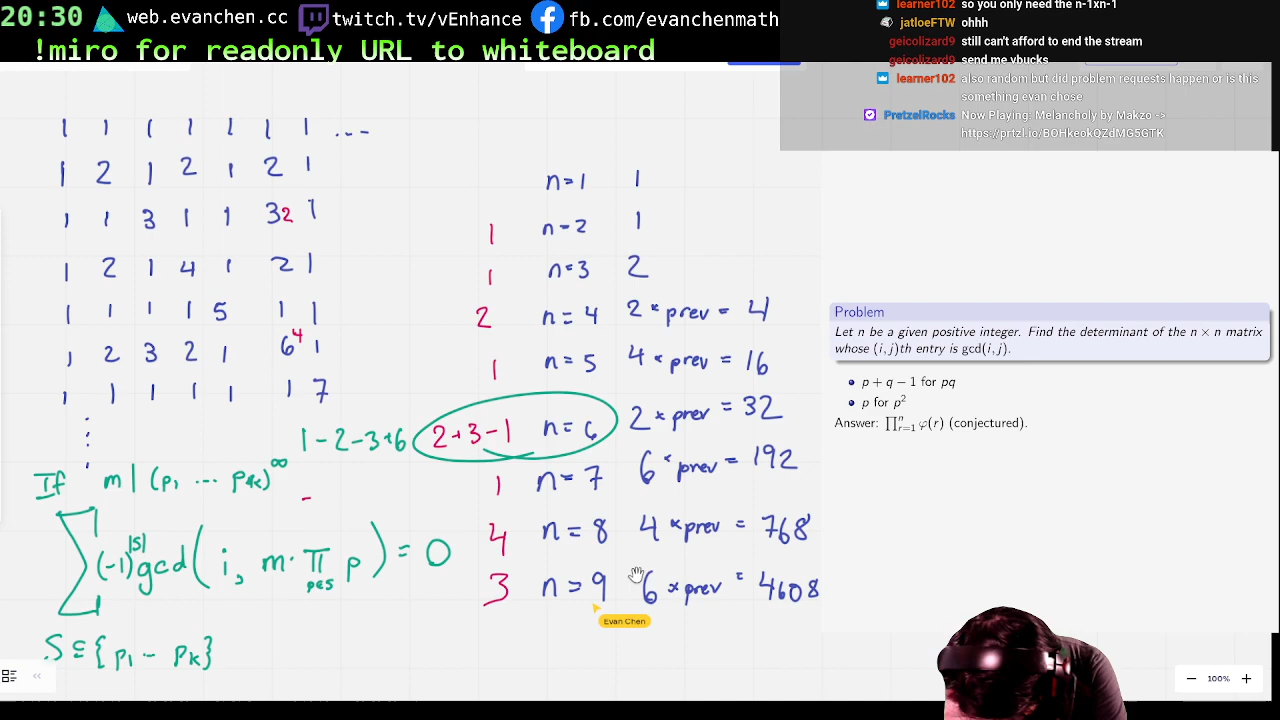 20:30 web.evanchen.cc twitch.tv/vEnhance fb.com/evanchenmath
!miro for readonly URL to whiteboard
learner102 so you only need the n-1xn-1
jatloeFTW ohhh
geicolizard9 still can't afford to end the stream
geicolizard9 send me vbucks
learner102 also random but did problem requests happen or is this
something evan chose
PretzelRocks Now Playing: Melancholy by Makzo ->
https://prtzl.io/BOHkeokQZdMG5GTK
1 1 1 1 1 1 1 ...
1 2 1 2 1 2 1
1 1 3 1 1 3 2 1
1 2 1 4 1 2 1
1 1 1 1 5 1 1
1 2 3 2 1 6 4 1
1 1 1 1 1 1 7
n=1 1
1 n=2 1
1 n=3 2
2 n=4 2 * prev = 4
1 n=5 4 * prev = 16
1-2-3+6 2+3-1 n=6 2 * prev = 32
1 n=7 6 * prev = 192
4 n=8 4 * prev = 768
3 n=9 6 * prev = 4608
If m | (p1 ... pk)^∞
∑ (-1)^|S| gcd(i, m·∏ p) = 0
p∈S
S⊆{p1 - pk}
Evan Chen
Problem
Let n be a given positive integer. Find the determinant of the n × n matrix
whose (i, j)th entry is gcd(i, j).
• p + q − 1 for pq
• p for p²
Answer: ∏ⁿᵣ₌₁ φ(r) (conjectured).
100%